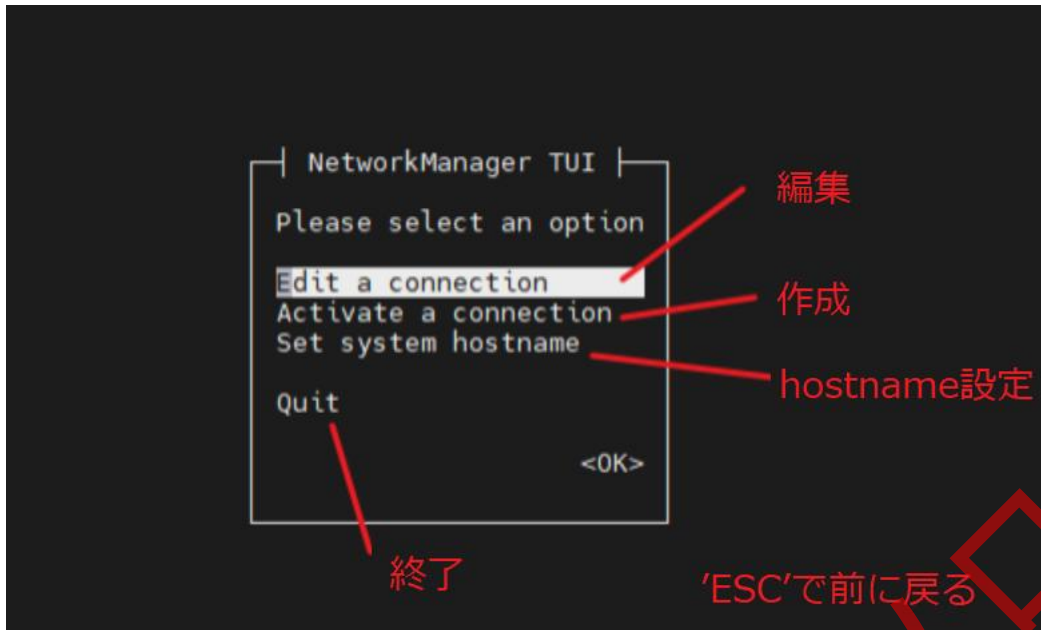 NetworkManager TUI
Please select an option
Edit a connection
Activate a connection
Set system hostname
Quit
<OK>
編集
作成
hostname設定
終了
'ESC'で前に戻る